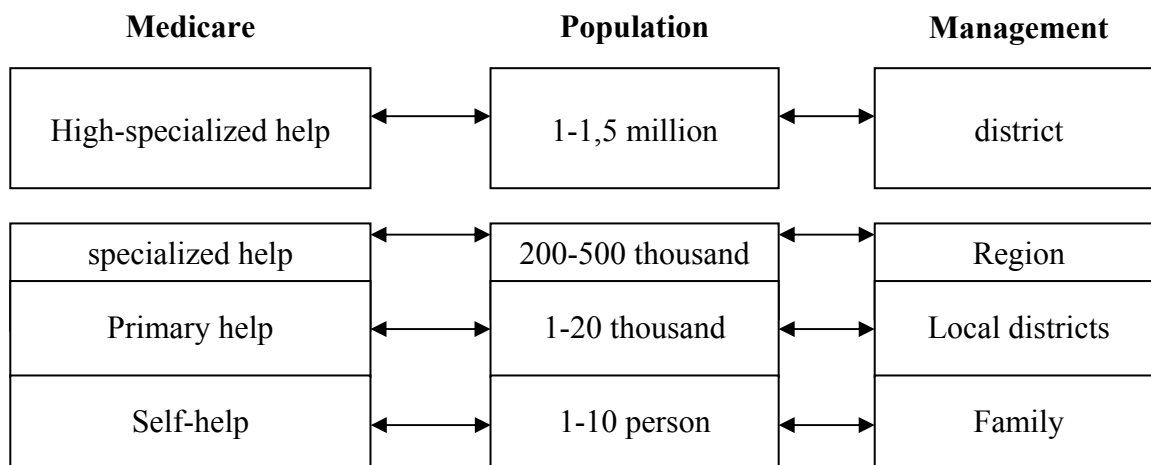 Medicare Population Management
High-specialized help 1-1,5 million district
specialized help 200-500 thousand Region
Primary help 1-20 thousand Local districts
Self-help 1-10 person Family